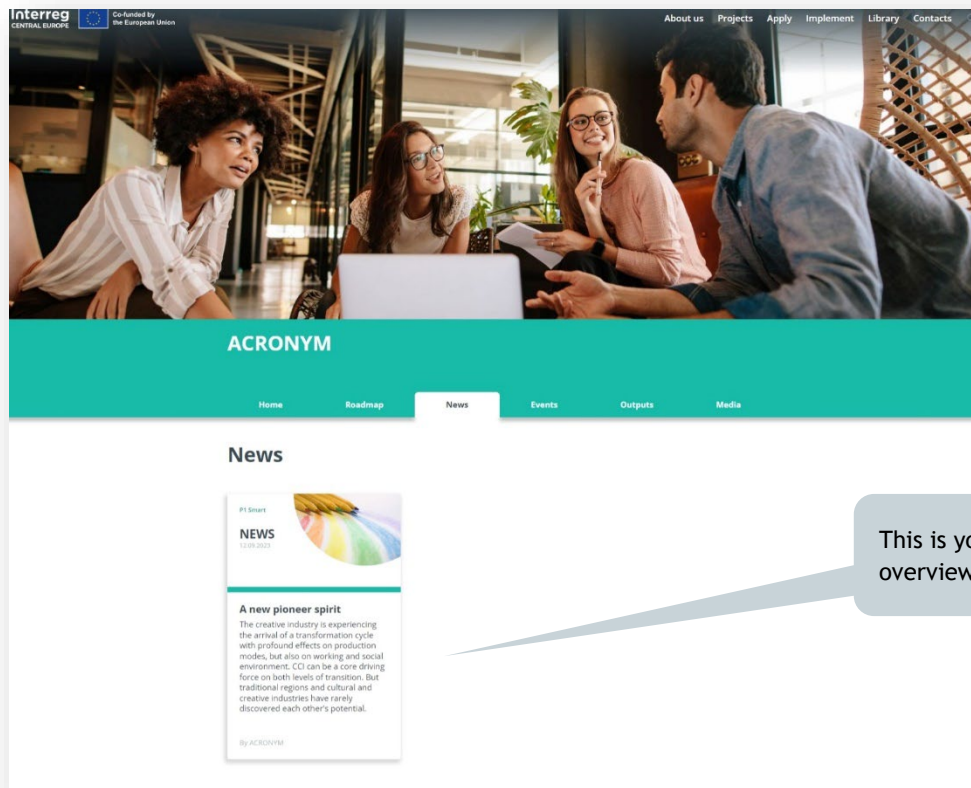 Interreg
CENTRAL EUROPE
Co-funded by
the European Union
About us Projects Apply Implement Library Contacts
ACRONYM
Home Roadmap News Events Outputs Media
News
P1 Smart
NEWS
12.09.2023
A new pioneer spirit
The creative industry is experiencing
the arrival of a transformation cycle
with profound effects on production
modes, but also on working and social
environment. CCI can be a core driving
force on both levels of transition. But
traditional regions and cultural and
creative industries have rarely
discovered each other's potential.
By ACRONYM
This is yo
overview